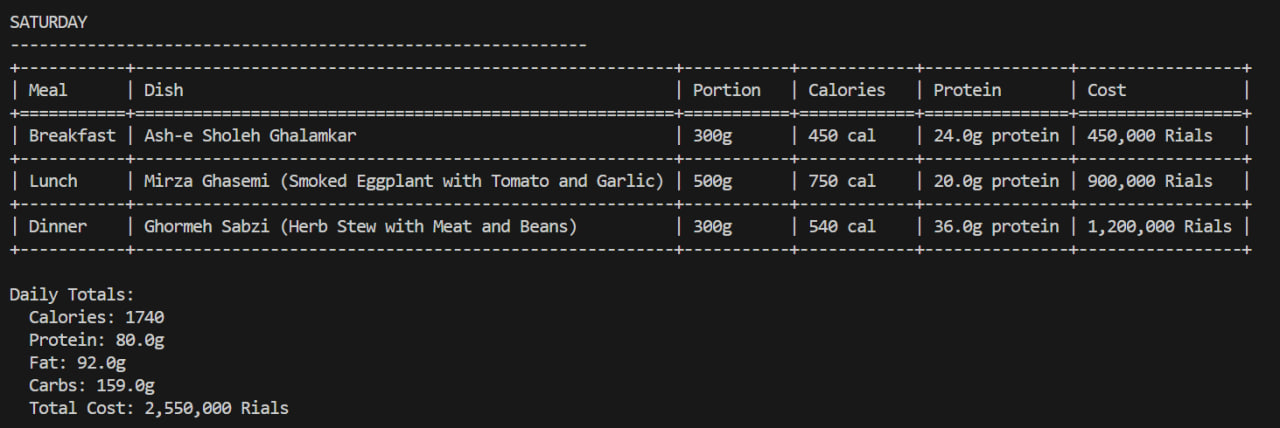 SATURDAY
------------------------------------------------------------
+-----------+--------------------------------------------------------+-----------+------------+---------------+-----------------+
| Meal      | Dish                                                   | Portion   | Calories   | Protein       | Cost            |
+===========+========================================================+===========+============+===============+=================+
| Breakfast | Ash-e Sholeh Ghalamkar                                 | 300g      | 450 cal    | 24.0g protein | 450,000 Rials   |
+-----------+--------------------------------------------------------+-----------+------------+---------------+-----------------+
| Lunch     | Mirza Ghasemi (Smoked Eggplant with Tomato and Garlic) | 500g      | 750 cal    | 20.0g protein | 900,000 Rials   |
+-----------+--------------------------------------------------------+-----------+------------+---------------+-----------------+
| Dinner    | Ghormeh Sabzi (Herb Stew with Meat and Beans)          | 300g      | 540 cal    | 36.0g protein | 1,200,000 Rials |
+-----------+--------------------------------------------------------+-----------+------------+---------------+-----------------+
Daily Totals:
  Calories: 1740
  Protein: 80.0g
  Fat: 92.0g
  Carbs: 159.0g
  Total Cost: 2,550,000 Rials